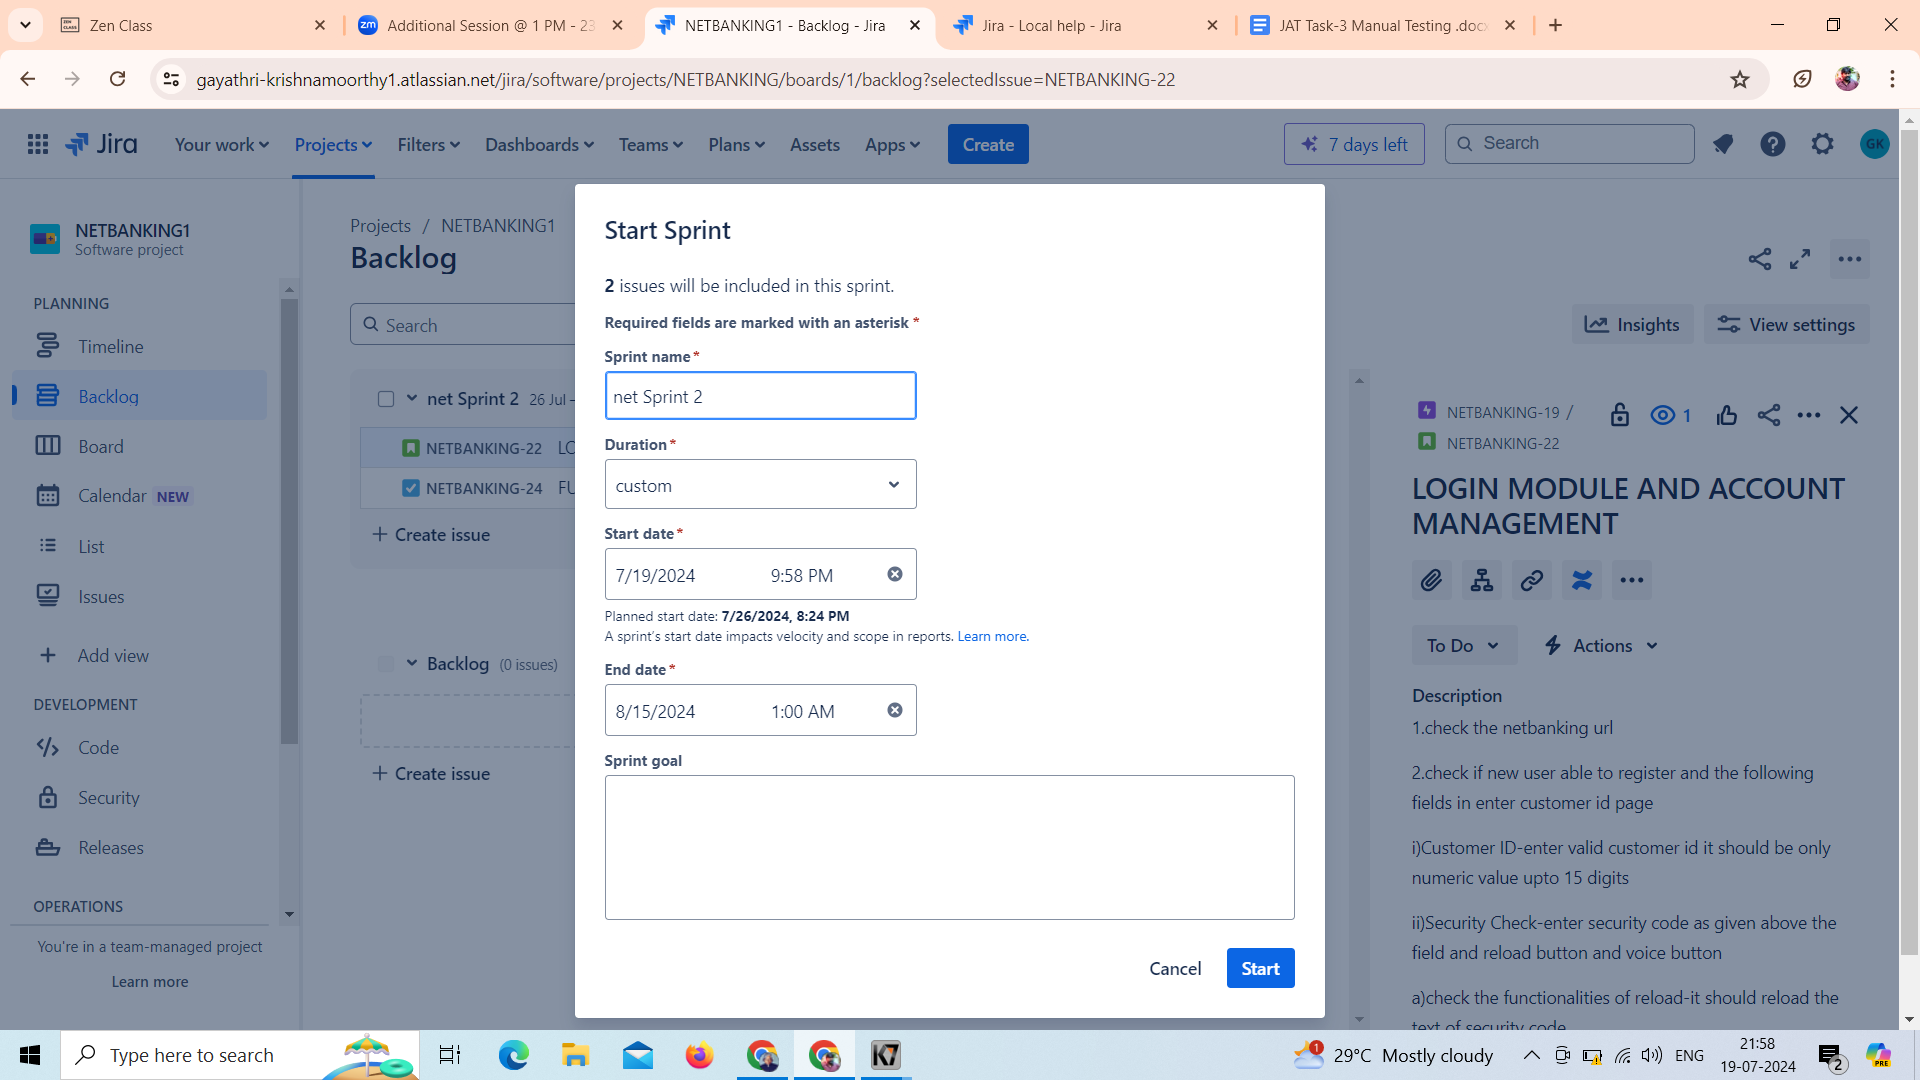 Zen Class
Additional Session @ 1 PM - 23
NETBANKING1 - Backlog - Jira
Jira - Local help - Jira
JAT Task-3 Manual Testing .docx
gayathri-krishnamoorthy1.atlassian.net/jira/software/projects/NETBANKING/boards/1/backlog?selectedIssue=NETBANKING-22
Jira
Your work
Projects
Filters
Dashboards
Teams
Plans
Assets
Apps
Create
7 days left
Search
GK
NETBANKING1
Software project
PLANNING
Timeline
Backlog
Board
Calendar NEW
List
Issues
Add view
DEVELOPMENT
Code
Security
Releases
OPERATIONS
You're in a team-managed project
Learn more
Projects / NETBANKING1
Backlog
Search
Insights
View settings
net Sprint 2 26 Jul –
NETBANKING-22 LO
NETBANKING-24 FU
+ Create issue
Backlog (0 issues)
+ Create issue
Start Sprint
2 issues will be included in this sprint.
Required fields are marked with an asterisk *
Sprint name *
net Sprint 2
Duration *
custom
Start date *
7/19/2024 9:58 PM
Planned start date: 7/26/2024, 8:24 PM
A sprint's start date impacts velocity and scope in reports. Learn more.
End date *
8/15/2024 1:00 AM
Sprint goal
Cancel
Start
NETBANKING-19 /
1
NETBANKING-22
LOGIN MODULE AND ACCOUNT
MANAGEMENT
To Do
Actions
Description
1.check the netbanking url
2.check if new user able to register and the following
fields in enter customer id page
i)Customer ID-enter valid customer id it should be only
numeric value upto 15 digits
ii)Security Check-enter security code as given above the
field and reload button and voice button
a)check the functionalities of reload-it should reload the
text of security code
Type here to search
1
29°C Mostly cloudy
ENG
21:58
19-07-2024
2
PRE